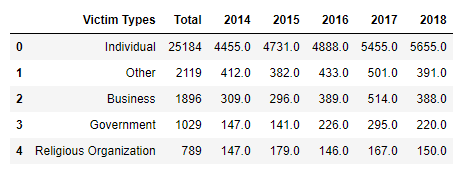 Victim Types Total 2014 2015 2016 2017 2018
0 Individual 25184 4455.0 4731.0 4888.0 5455.0 5655.0
1 Other 2119 412.0 382.0 433.0 501.0 391.0
2 Business 1896 309.0 296.0 389.0 514.0 388.0
3 Government 1029 147.0 141.0 226.0 295.0 220.0
4 Religious Organization 789 147.0 179.0 146.0 167.0 150.0